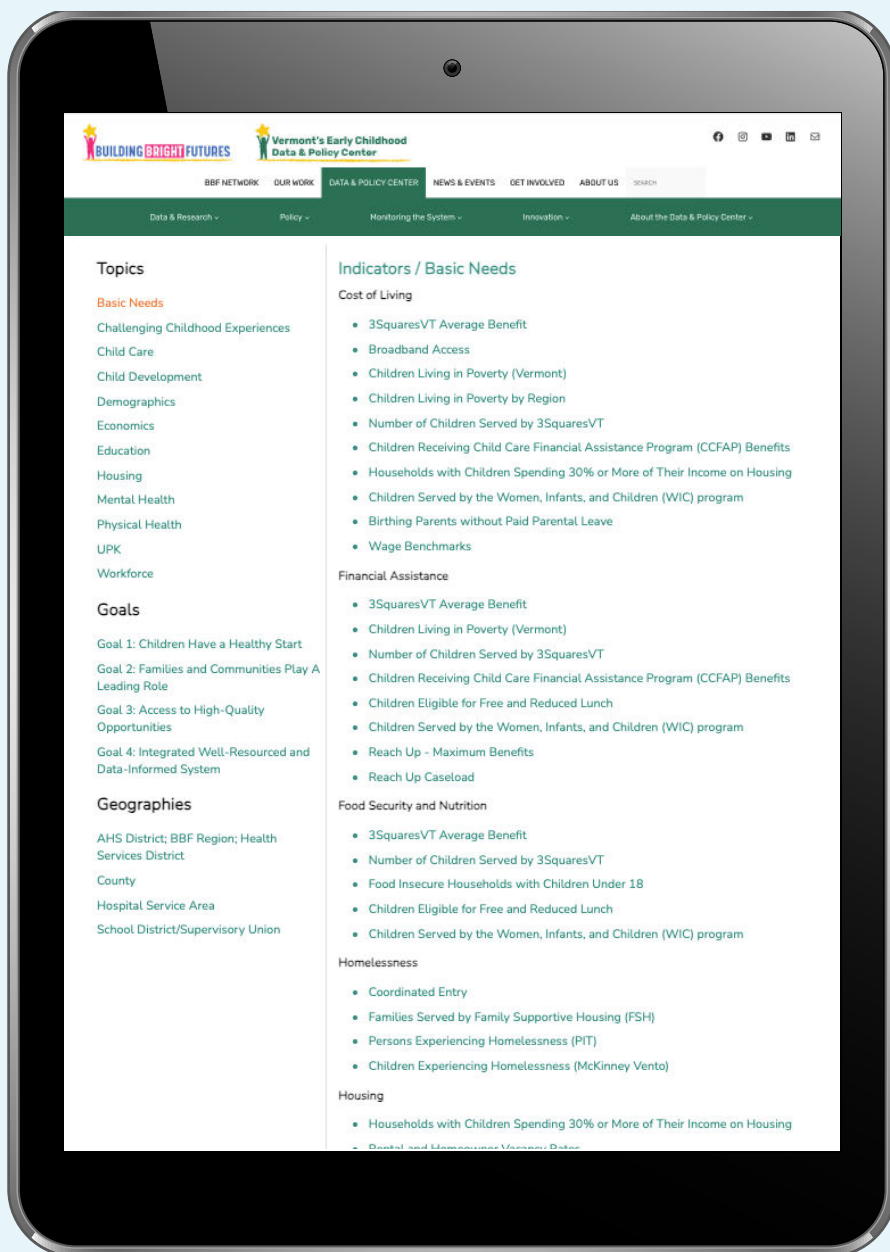 BUILDING BRIGHT FUTURES
Vermont's Early Childhood
Data & Policy Center
BBF NETWORK OUR WORK DATA & POLICY CENTER NEWS & EVENTS GET INVOLVED ABOUT US SEARCH
Data & Research Policy Monitoring the System Innovation About the Data & Policy Center
Topics
Basic Needs
Challenging Childhood Experiences
Child Care
Child Development
Demographics
Economics
Education
Housing
Mental Health
Physical Health
UPK
Workforce
Goals
Goal 1: Children Have a Healthy Start
Goal 2: Families and Communities Play A
Leading Role
Goal 3: Access to High-Quality
Opportunities
Goal 4: Integrated Well-Resourced and
Data-Informed System
Geographies
AHS District; BBF Region; Health
Services District
County
Hospital Service Area
School District/Supervisory Union
Indicators / Basic Needs
Cost of Living
• 3SquaresVT Average Benefit
• Broadband Access
• Children Living in Poverty (Vermont)
• Children Living in Poverty by Region
• Number of Children Served by 3SquaresVT
• Children Receiving Child Care Financial Assistance Program (CCFAP) Benefits
• Households with Children Spending 30% or More of Their Income on Housing
• Children Served by the Women, Infants, and Children (WIC) program
• Birthing Parents without Paid Parental Leave
• Wage Benchmarks
Financial Assistance
• 3SquaresVT Average Benefit
• Children Living in Poverty (Vermont)
• Number of Children Served by 3SquaresVT
• Children Receiving Child Care Financial Assistance Program (CCFAP) Benefits
• Children Eligible for Free and Reduced Lunch
• Children Served by the Women, Infants, and Children (WIC) program
• Reach Up - Maximum Benefits
• Reach Up Caseload
Food Security and Nutrition
• 3SquaresVT Average Benefit
• Number of Children Served by 3SquaresVT
• Food Insecure Households with Children Under 18
• Children Eligible for Free and Reduced Lunch
• Children Served by the Women, Infants, and Children (WIC) program
Homelessness
• Coordinated Entry
• Families Served by Family Supportive Housing (FSH)
• Persons Experiencing Homelessness (PIT)
• Children Experiencing Homelessness (McKinney Vento)
Housing
• Households with Children Spending 30% or More of Their Income on Housing
• Rental and Homeowner Vacancy Rates